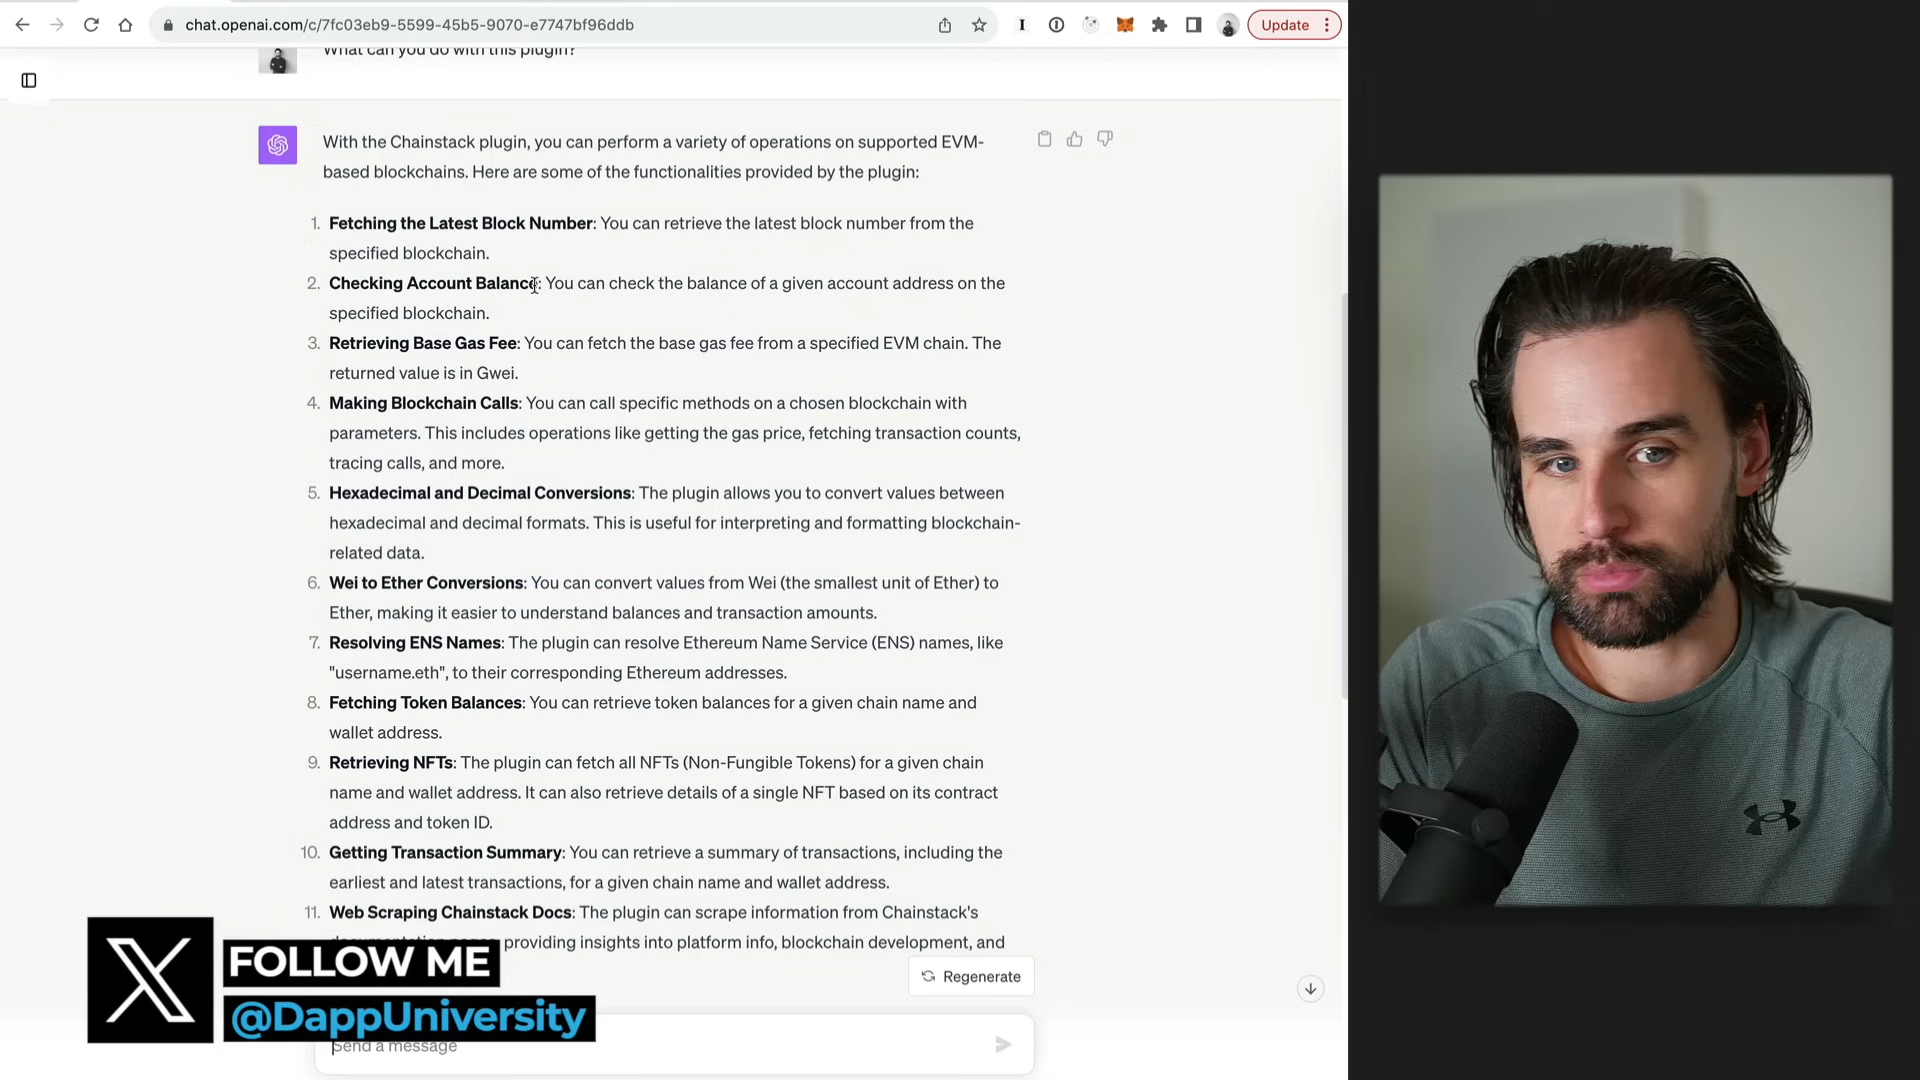 chat.openai.com/c/7fc03eb9-5599-45b5-9070-e7747bf96ddb
Update
What can you do with this plugin?
With the Chainstack plugin, you can perform a variety of operations on supported EVM-
based blockchains. Here are some of the functionalities provided by the plugin:
1. Fetching the Latest Block Number: You can retrieve the latest block number from the
specified blockchain.
2. Checking Account Balance: You can check the balance of a given account address on the
specified blockchain.
3. Retrieving Base Gas Fee: You can fetch the base gas fee from a specified EVM chain. The
returned value is in Gwei.
4. Making Blockchain Calls: You can call specific methods on a chosen blockchain with
parameters. This includes operations like getting the gas price, fetching transaction counts,
tracing calls, and more.
5. Hexadecimal and Decimal Conversions: The plugin allows you to convert values between
hexadecimal and decimal formats. This is useful for interpreting and formatting blockchain-
related data.
6. Wei to Ether Conversions: You can convert values from Wei (the smallest unit of Ether) to
Ether, making it easier to understand balances and transaction amounts.
7. Resolving ENS Names: The plugin can resolve Ethereum Name Service (ENS) names, like
"username.eth", to their corresponding Ethereum addresses.
8. Fetching Token Balances: You can retrieve token balances for a given chain name and
wallet address.
9. Retrieving NFTs: The plugin can fetch all NFTs (Non-Fungible Tokens) for a given chain
name and wallet address. It can also retrieve details of a single NFT based on its contract
address and token ID.
10. Getting Transaction Summary: You can retrieve a summary of transactions, including the
earliest and latest transactions, for a given chain name and wallet address.
11. Web Scraping Chainstack Docs: The plugin can scrape information from Chainstack's
providing insights into platform info, blockchain development, and
Regenerate
X
FOLLOW ME
@DappUniversity
Send a message